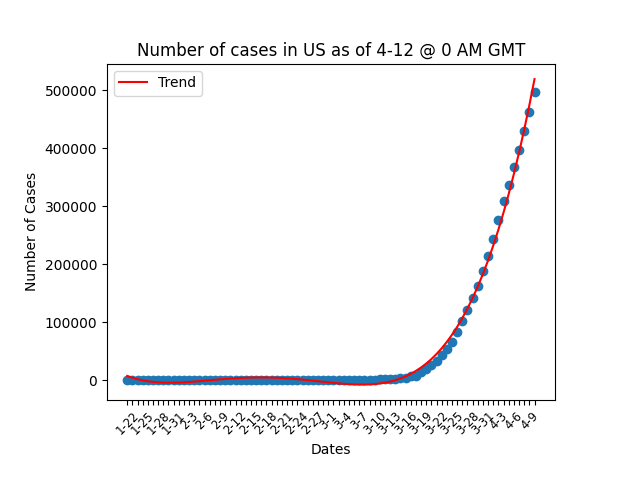 Number of cases in US as of 4-12 @ 0 AM GMT
Trend
500000
400000
300000
200000
100000
0
Number of Cases
1-22 1-25 1-28 1-31 2-3 2-6 2-9 2-12 2-15 2-18 2-21 2-24 2-27 3-1 3-4 3-7 3-10 3-13 3-16 3-19 3-22 3-25 3-28 3-31 4-3 4-6 4-9
Dates